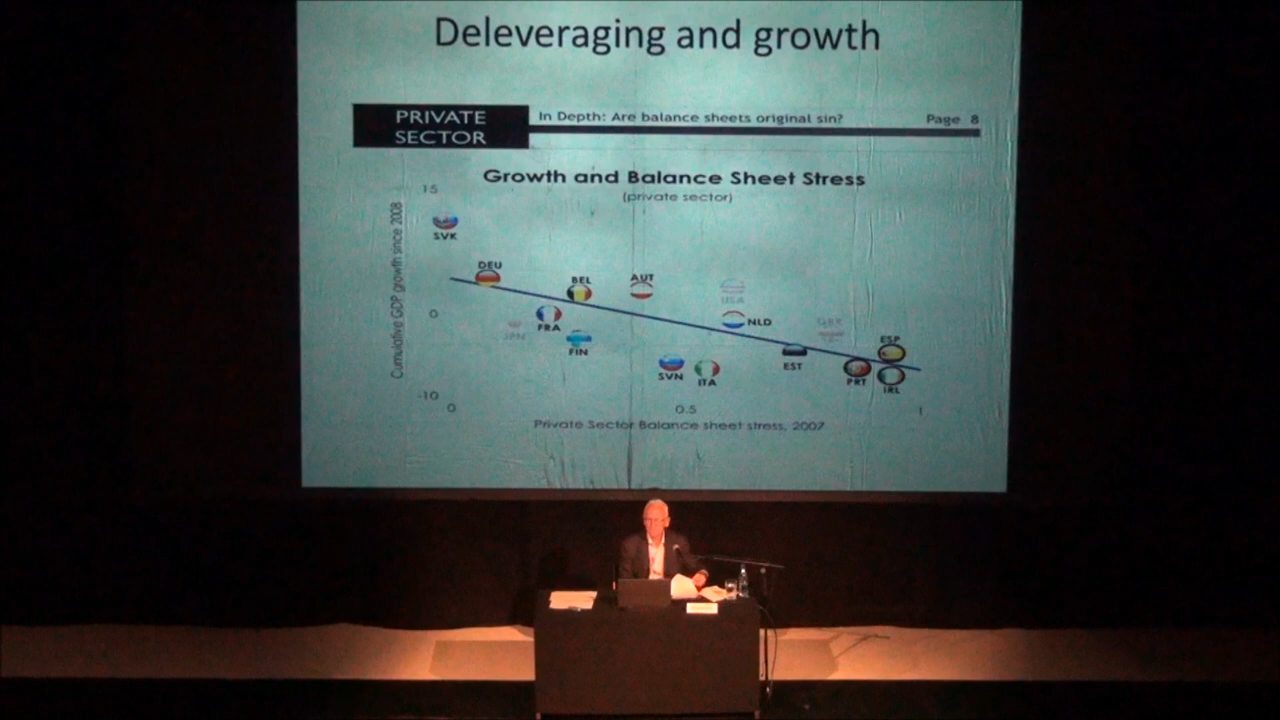 Deleveraging and growth
PRIVATE
SECTOR
In Depth: Are balance sheets original sin?
Page 8
Growth and Balance Sheet Stress
(private sector)
Cumulative GDP growth since 2008
15
0
-10
SVK
DEU
BEL
AUT
USA
FRA
JPN
FIN
NLD
GBR
SVN
ITA
EST
ESP
PRT
IRL
0
0.5
1
Private Sector Balance sheet stress, 2007